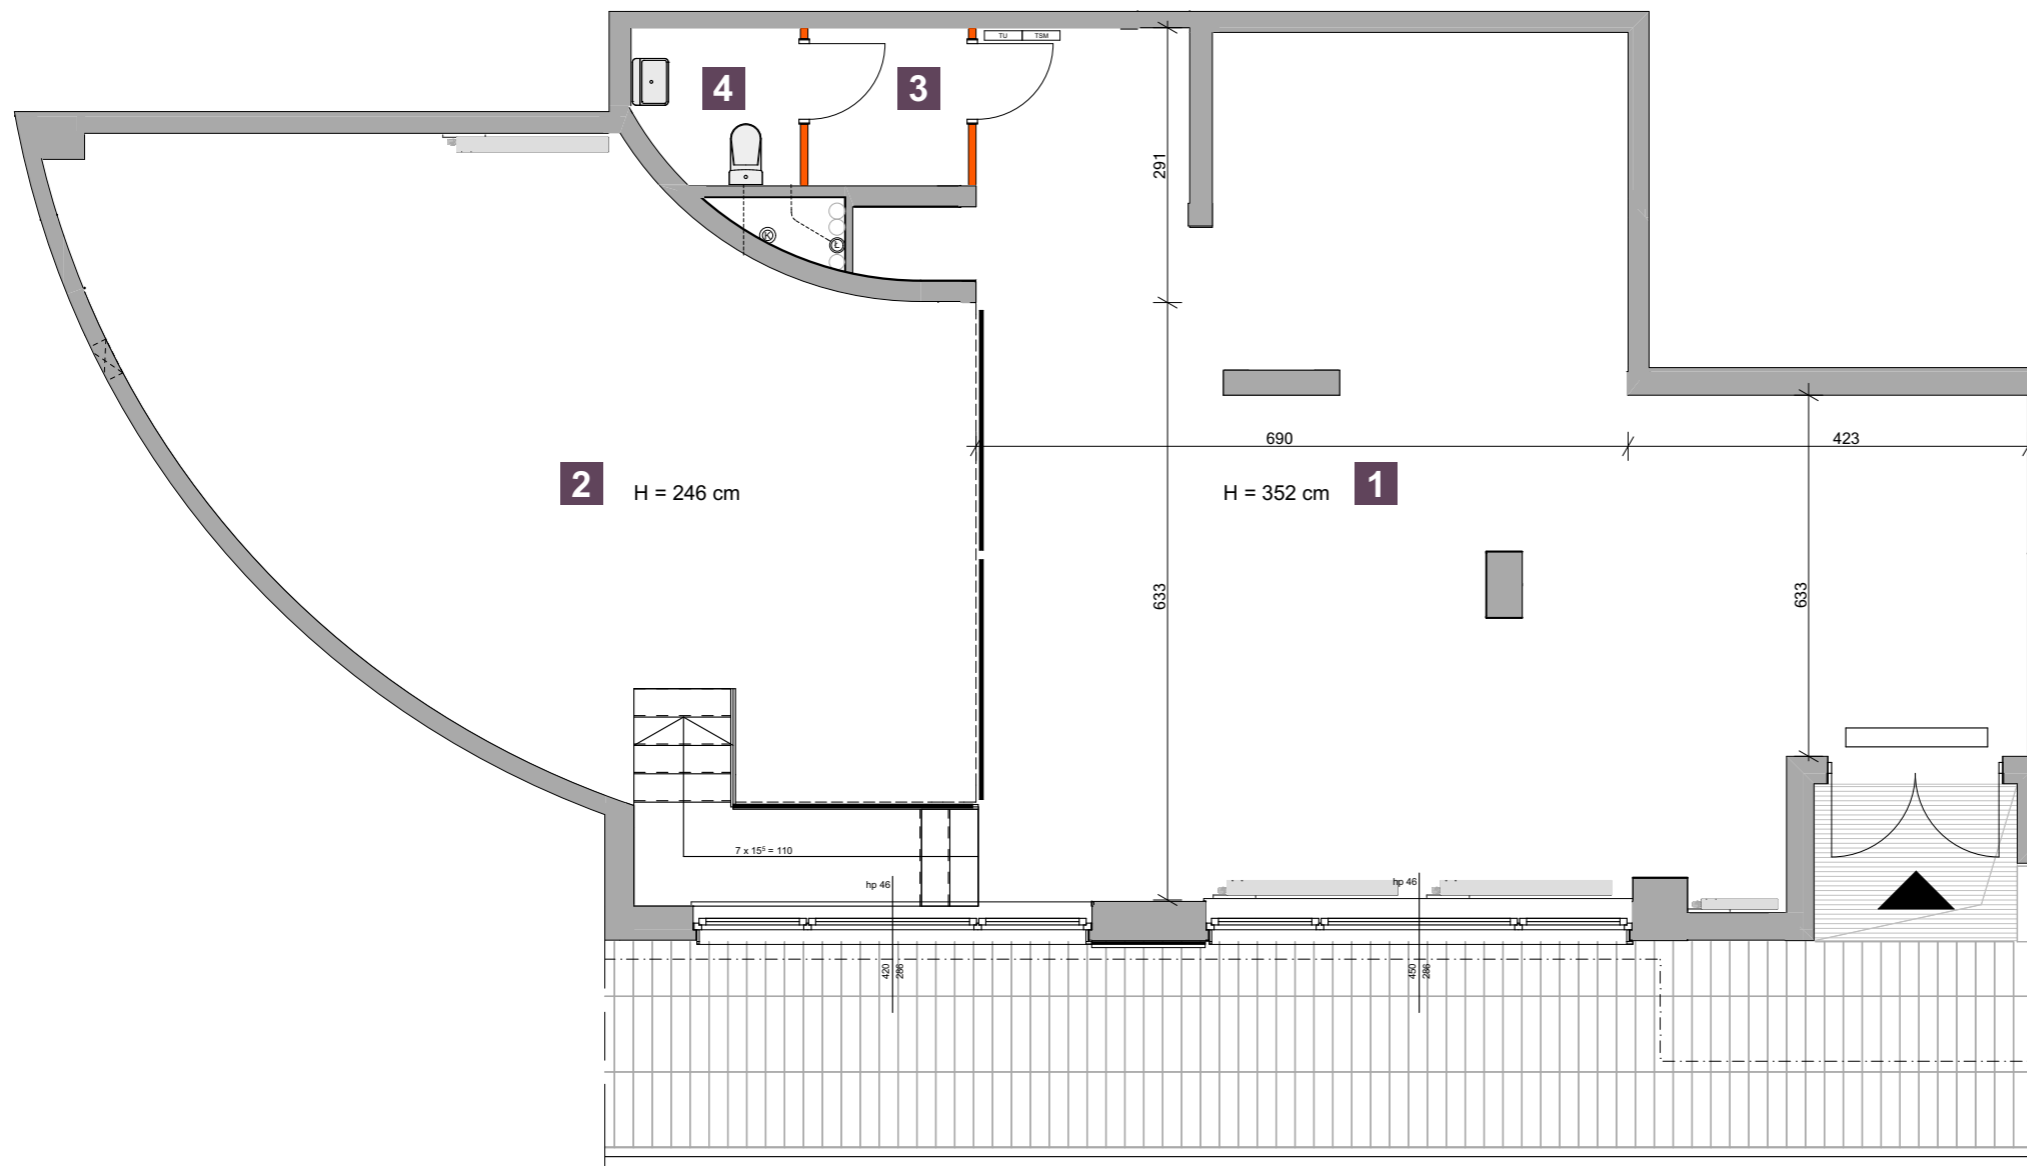 TU
TSM
4
3
291
K
Ł
690
423
2
H = 246 cm
H = 352 cm
1
633
633
7 x 15⁵ = 110
hp 46
hp 46
420
286
450
286